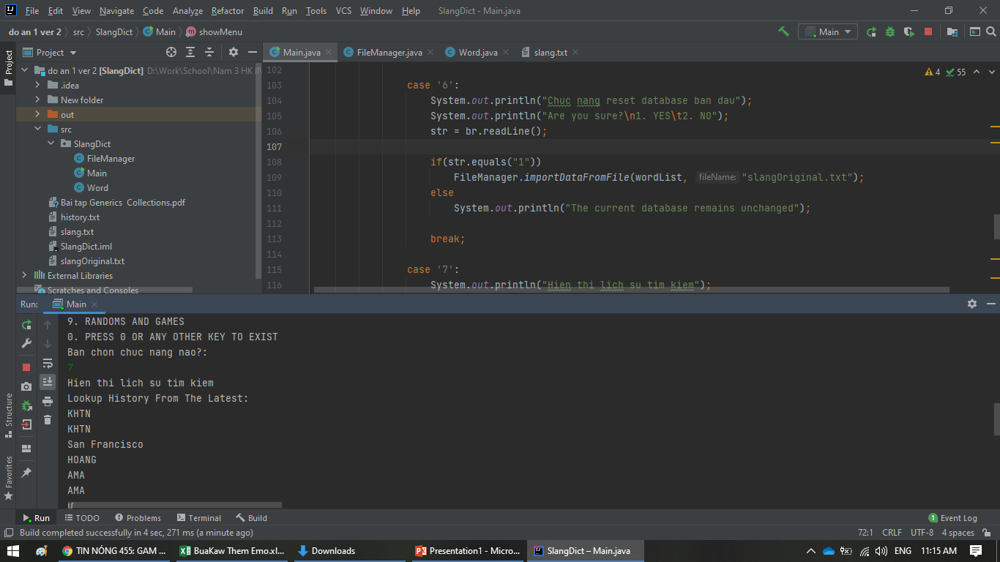 File Edit View Navigate Code Analyze Refactor Build Run Tools VCS Window Help SlangDict - Main.java
do an 1 ver 2 src SlangDict Main showMenu Main
Project Main.java FileManager.java Word.java slang.txt
Project
do an 1 ver 2 [SlangDict] D:\Work\School\Nam 3 HK II\
.idea
New folder
out
src
SlangDict
FileManager
Main
Word
Bai tap Generics Collections.pdf
history.txt
slang.txt
SlangDict.iml
slangOriginal.txt
External Libraries
Scratches and Consoles
4 55
102
103 case '6':
104 System.out.println("Chuc nang reset database ban dau");
105 System.out.println("Are you sure?\n1. YES\t2. NO");
106 str = br.readLine();
107
108 if(str.equals("1"))
109 FileManager.importDataFromFile(wordList, fileName: "slangOriginal.txt");
110 else
111 System.out.println("The current database remains unchanged");
112
113 break;
114
115 case '7':
116 System.out.println("Hien thi lich su tim kiem");
Run: Main
9. RANDOMS AND GAMES
0. PRESS 0 OR ANY OTHER KEY TO EXIST
Ban chon chuc nang nao?:
7
Hien thi lich su tim kiem
Lookup History From The Latest:
KHTN
KHTN
San Francisco
HOANG
AMA
AMA
Structure
Favorites
Run TODO Problems Terminal Build 1 Event Log
Build completed successfully in 4 sec, 271 ms (a minute ago) 72:1 CRLF UTF-8 4 spaces
TIN NÓNG 455: GAM ... BuaKaw Them Emo.xl... Downloads Presentation1 - Micro... SlangDict – Main.java ENG 11:15 AM